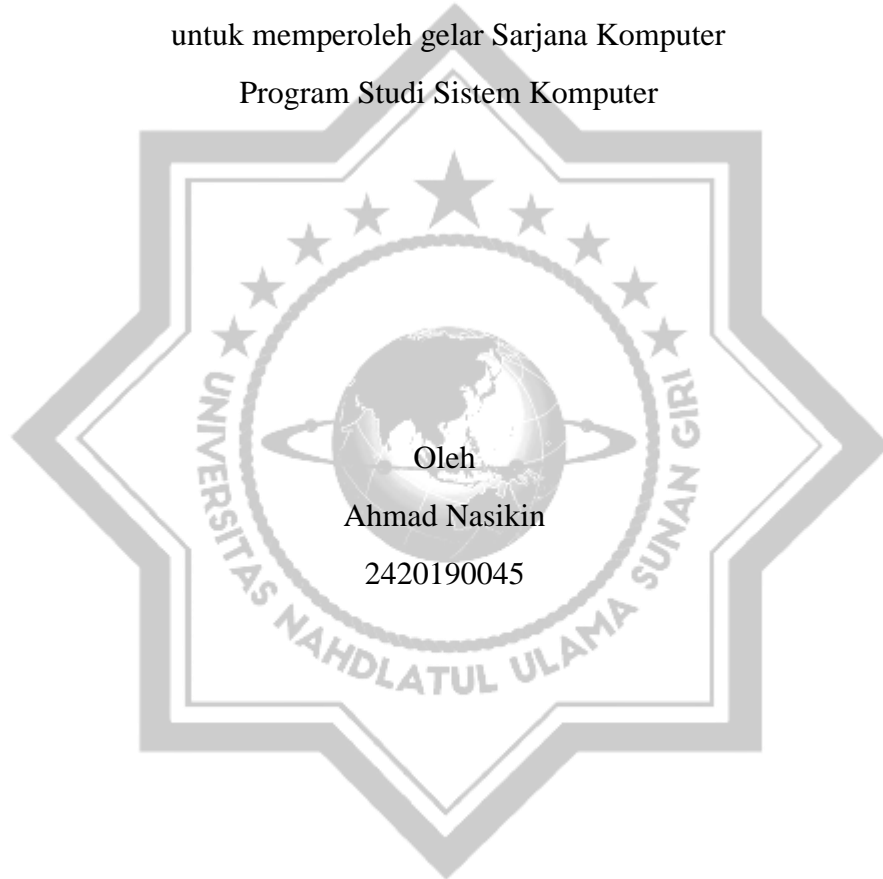 untuk memperoleh gelar Sarjana Komputer
Program Studi Sistem Komputer
Oleh
Ahmad Nasikin
2420190045
UNIVERSITAS NAHDLATUL ULAMA SUNAN GIRI